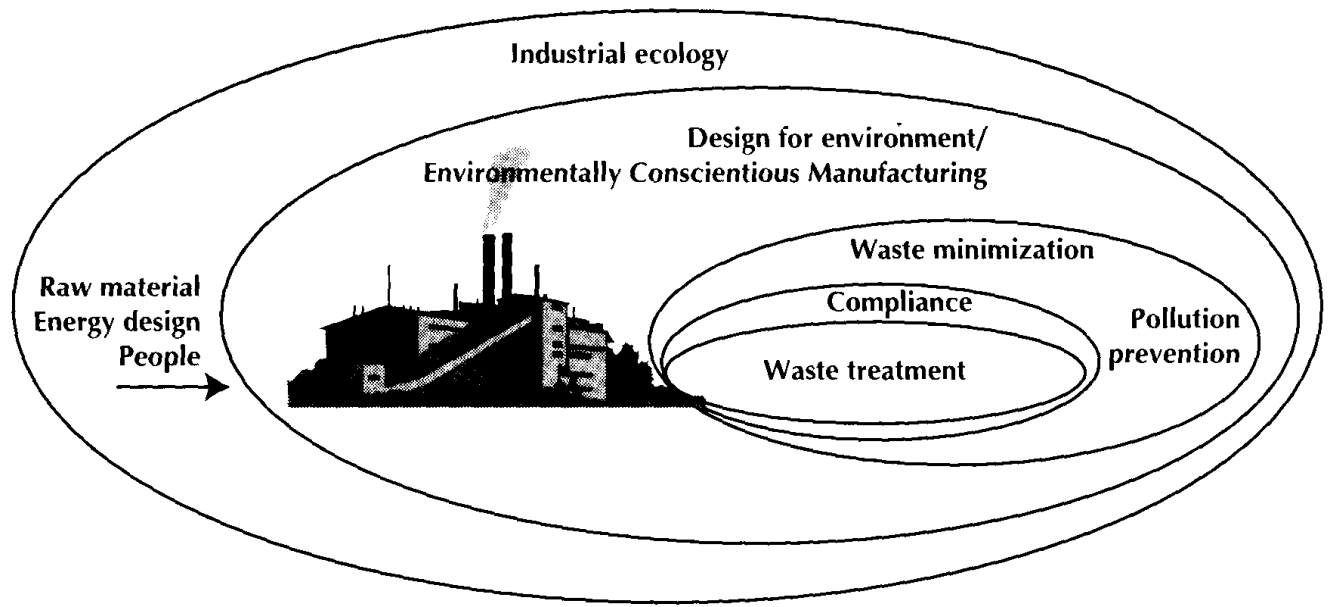 Industrial ecology
Design for environment/
Environmentally Conscientious Manufacturing
Waste minimization
Compliance
Waste treatment
Pollution
prevention
Raw material
Energy design
People